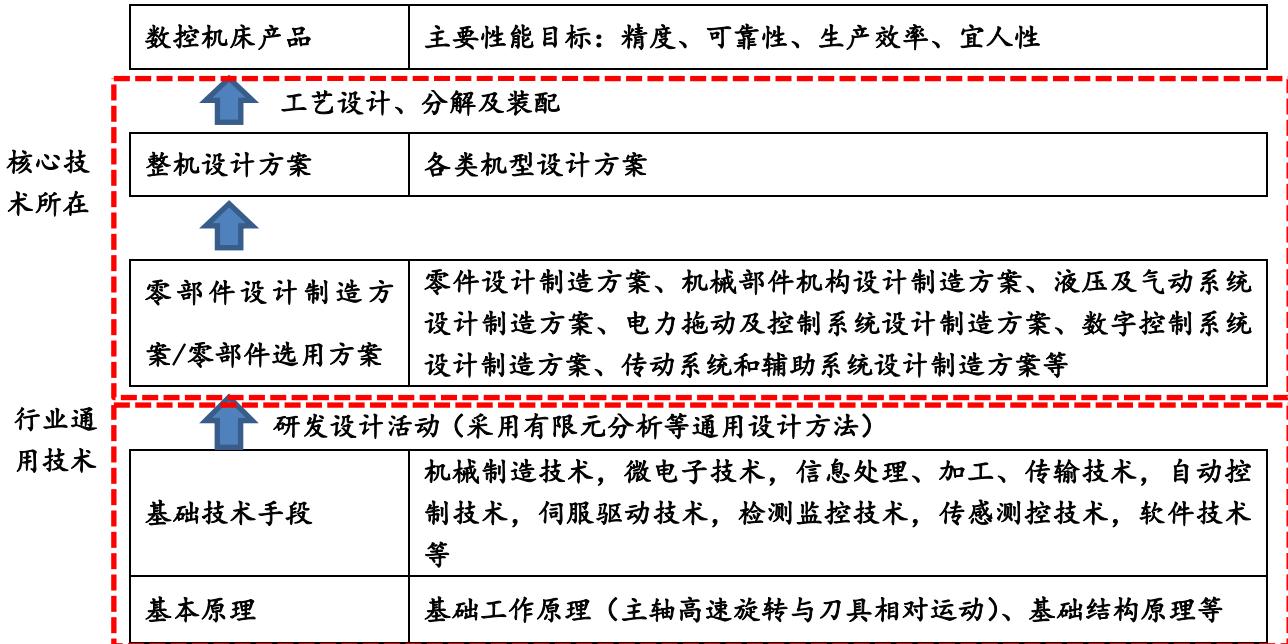 数控机床产品
主要性能目标：精度、可靠性、生产效率、宜人性
工艺设计、分解及装配
核心技
术所在
整机设计方案
各类机型设计方案
零部件设计制造方
案/零部件选用方案
零件设计制造方案、机械部件机构设计制造方案、液压及气动系统
设计制造方案、电力拖动及控制系统设计制造方案、数字控制系统
设计制造方案、传动系统和辅助系统设计制造方案等
行业通
用技术
研发设计活动（采用有限元分析等通用设计方法）
基础技术手段
机械制造技术，微电子技术，信息处理、加工、传输技术，自动控
制技术，伺服驱动技术，检测监控技术，传感测控技术，软件技术
等
基本原理
基础工作原理（主轴高速旋转与刀具相对运动）、基础结构原理等